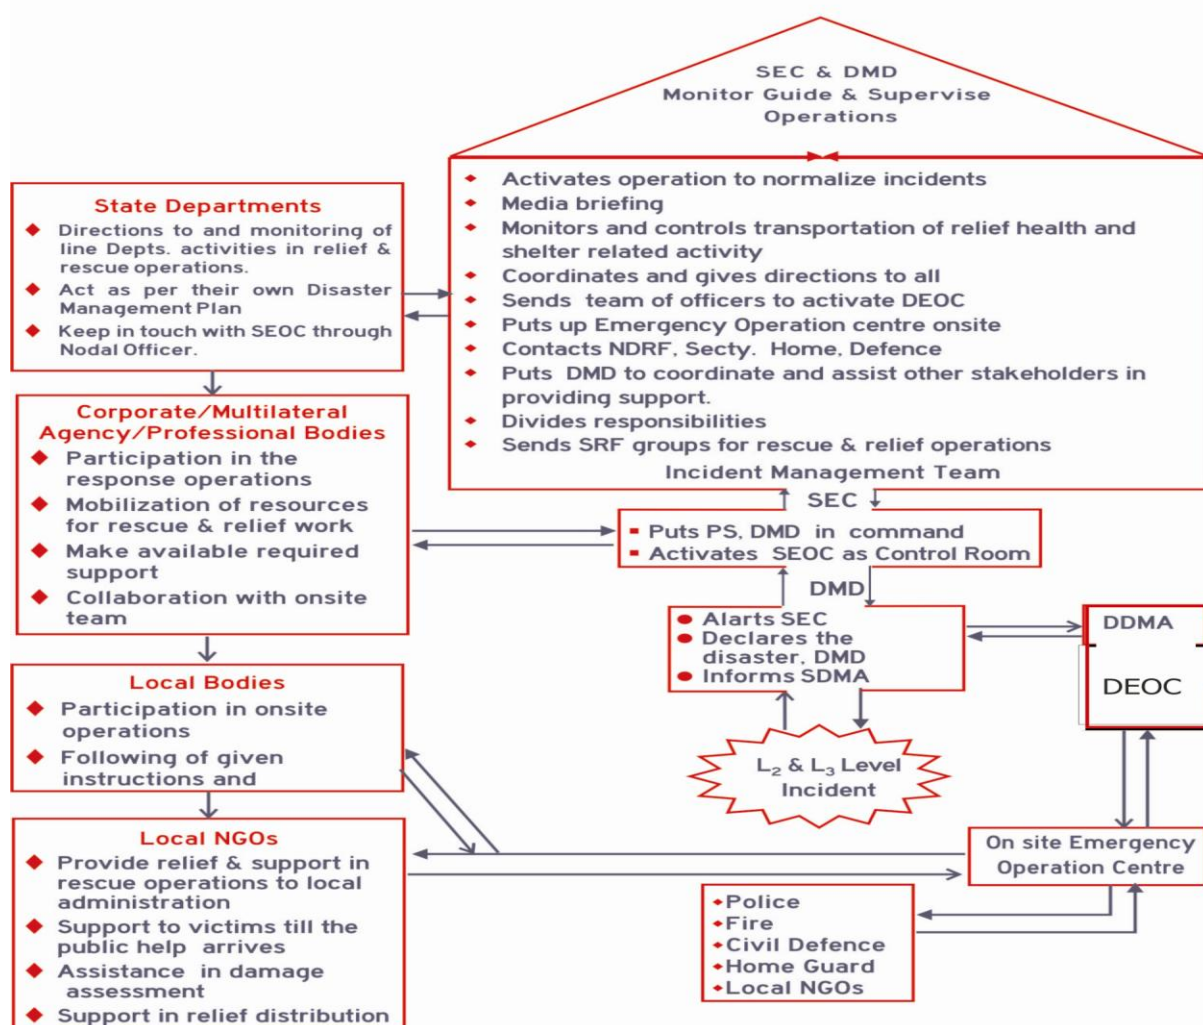 SEC & DMD
Monitor Guide & Supervise
Operations
Activates operation to normalize incidents
Media briefing
Monitors and controls transportation of relief health and
shelter related activity
Coordinates and gives directions to all
Sends team of officers to activate DEOC
Puts up Emergency Operation centre onsite
Contacts NDRF, Secty. Home, Defence
Puts DMD to coordinate and assist other stakeholders in
providing support.
Divides responsibilities
Sends SRF groups for rescue & relief operations
Incident Management Team
State Departments
Directions to and monitoring of
line Depts. activities in relief &
rescue operations.
Act as per their own Disaster
Management Plan
Keep in touch with SEOC through
Nodal Officer.
Corporate/Multilateral
Agency/Professional Bodies
Participation in the
response operations
Mobilization of resources
for rescue & relief work
Make available required
support
Collaboration with onsite
team
SEC
Puts PS, DMD in command
Activates SEOC as Control Room
DMD
Alarts SEC
Declares the
disaster, DMD
Informs SDMA
DDMA
DEOC
Local Bodies
Participation in onsite
operations
Following of given
instructions and
L2 & L3 Level
Incident
Local NGOs
Provide relief & support in
rescue operations to local
administration
Support to victims till the
public help arrives
Assistance in damage
assessment
Support in relief distribution
On site Emergency
Operation Centre
Police
Fire
Civil Defence
Home Guard
Local NGOs